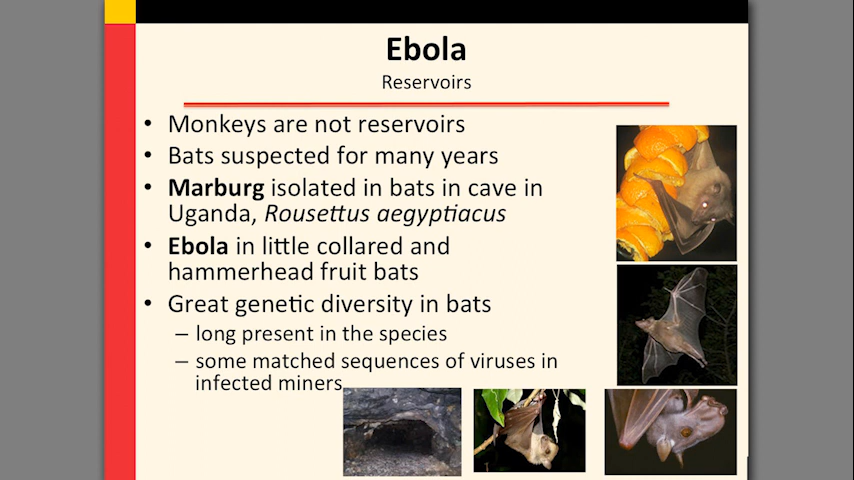 Ebola
Reservoirs
• Monkeys are not reservoirs
• Bats suspected for many years
• Marburg isolated in bats in cave in
Uganda, Rousettus aegyptiacus
• Ebola in little collared and
hammerhead fruit bats
• Great genetic diversity in bats
– long present in the species
– some matched sequences of viruses in
infected miners